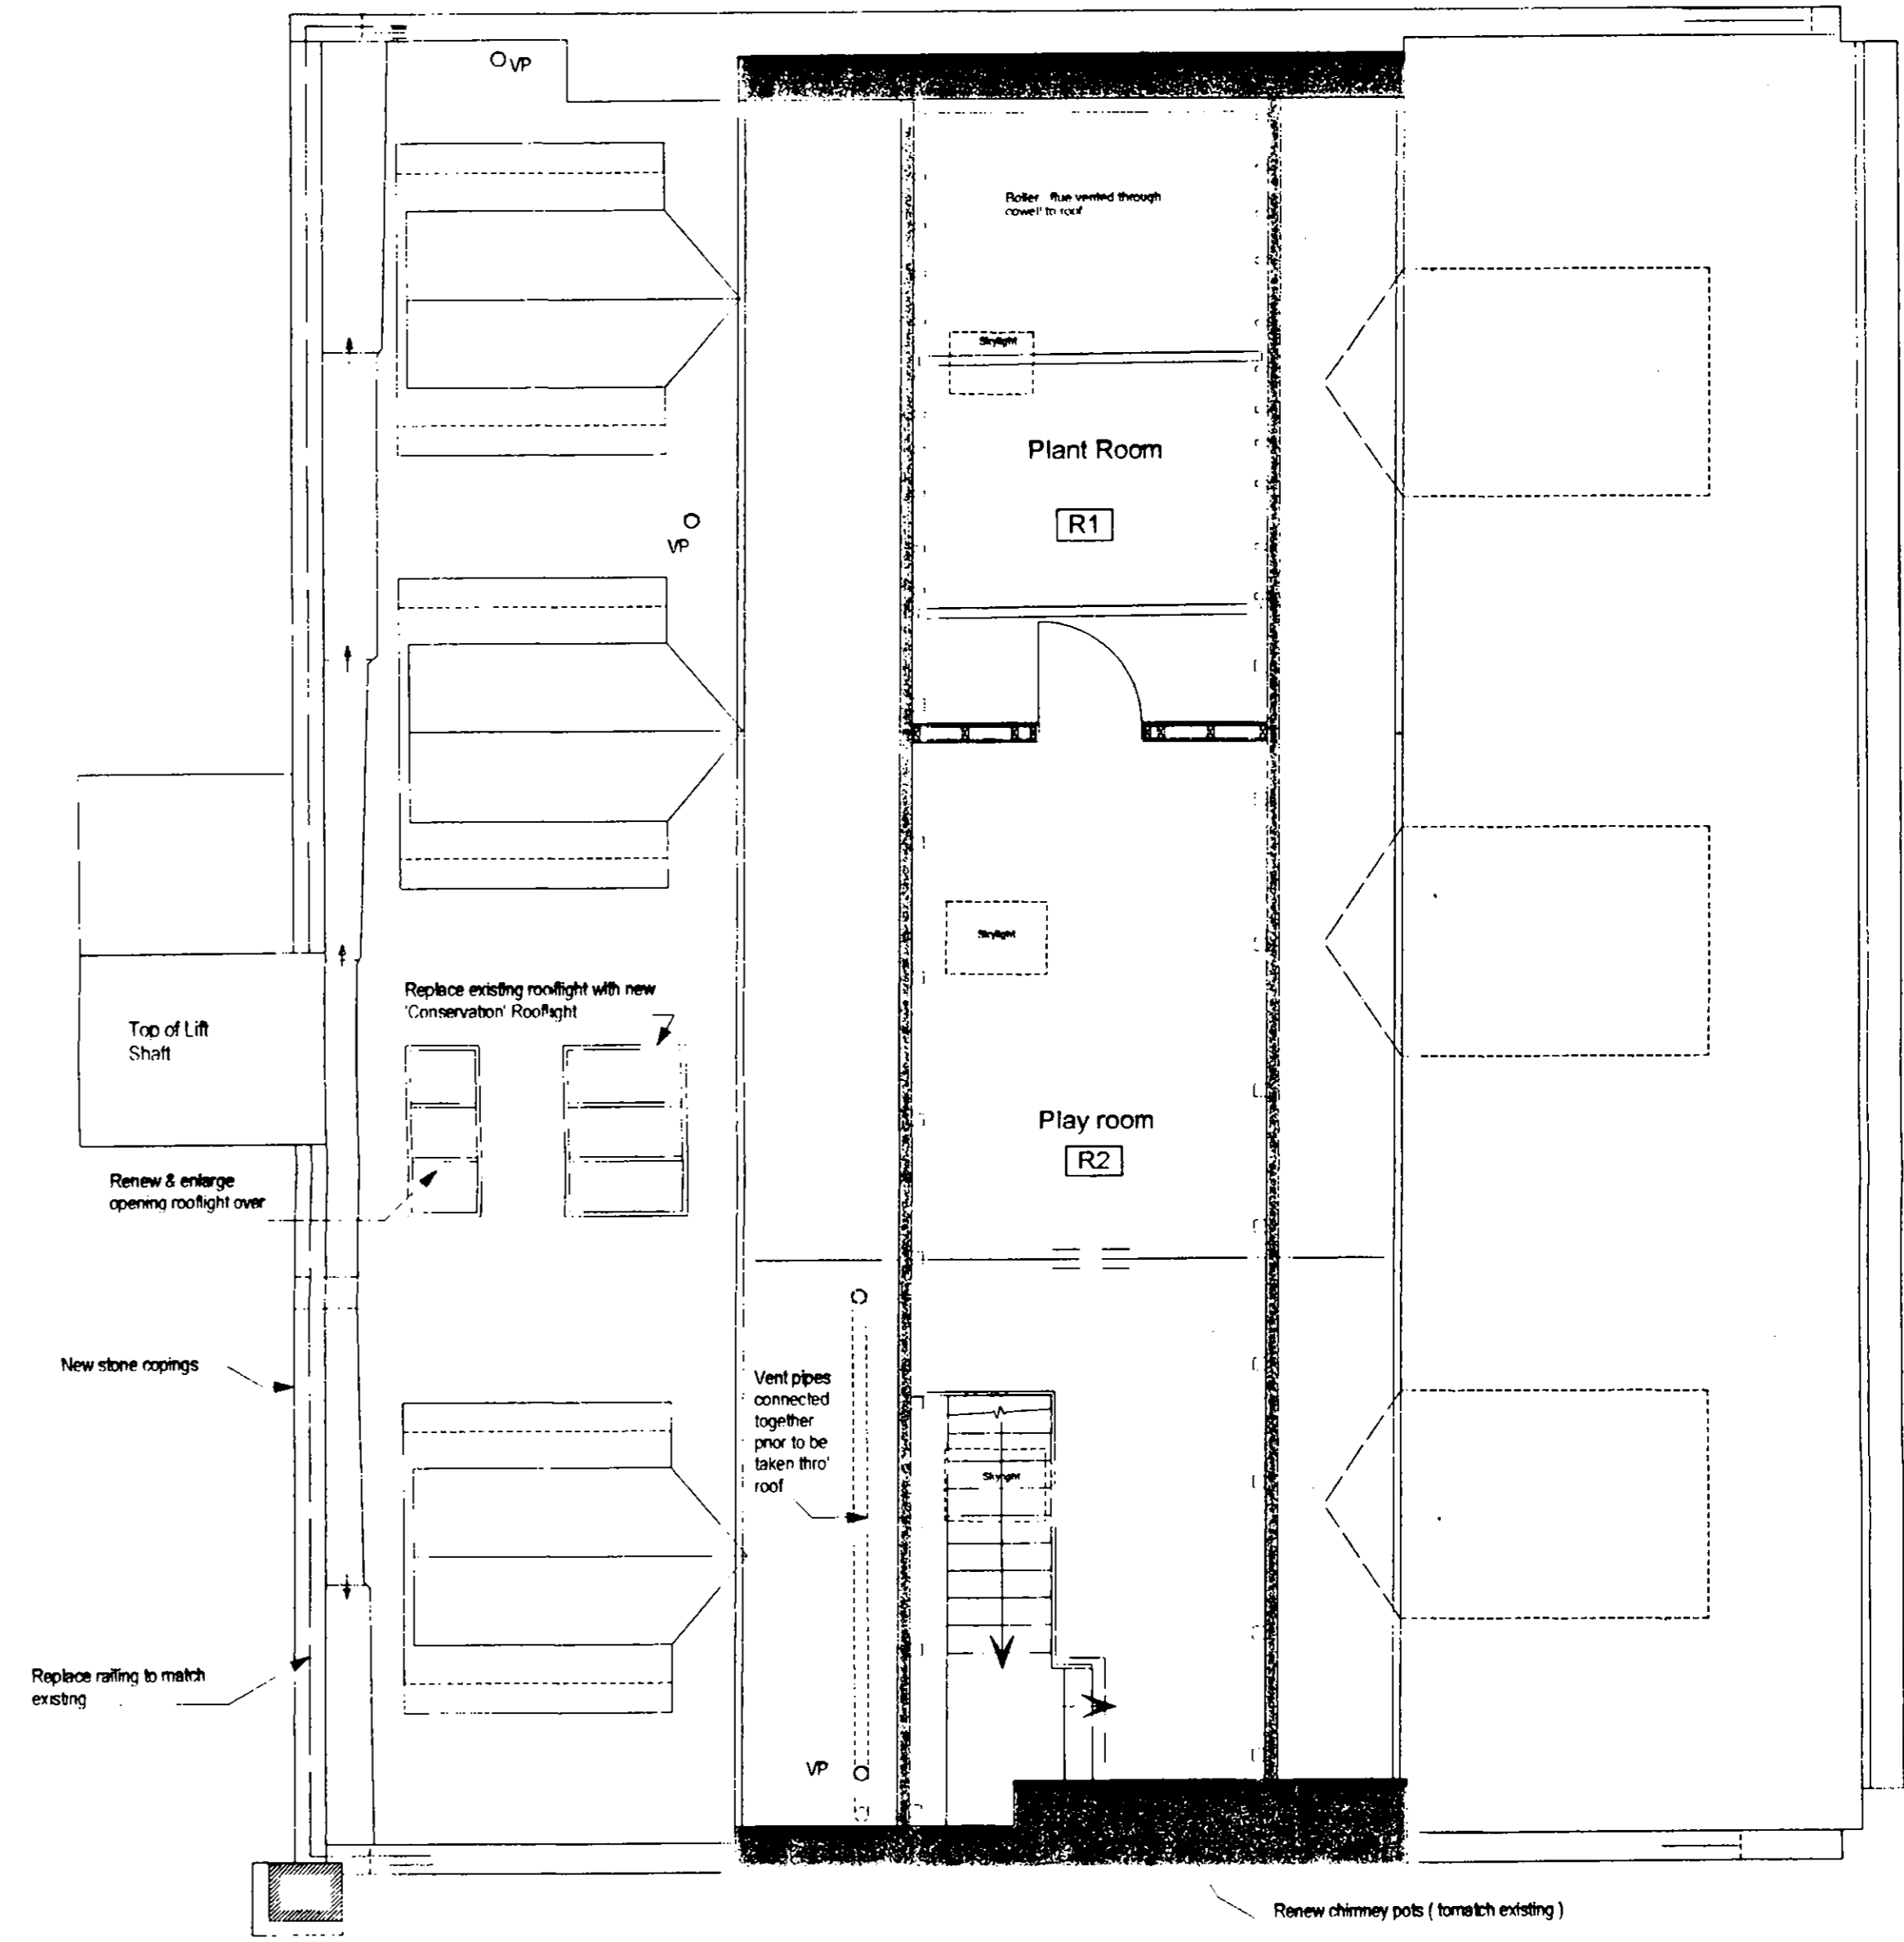 VP
Boiler flue vented through
cowel' to roof
Skylight
Plant Room
R1
VP
Skylight
Replace existing rooflight with new
'Conservation' Rooflight
Top of Lift
Shaft
Play room
R2
Renew & enlarge
opening rooflight over
New stone copings
Vent pipes
connected
together
prior to be
taken thro'
roof
Skylight
Replace railing to match
existing
VP
Renew chimney pots ( tomatch existing )